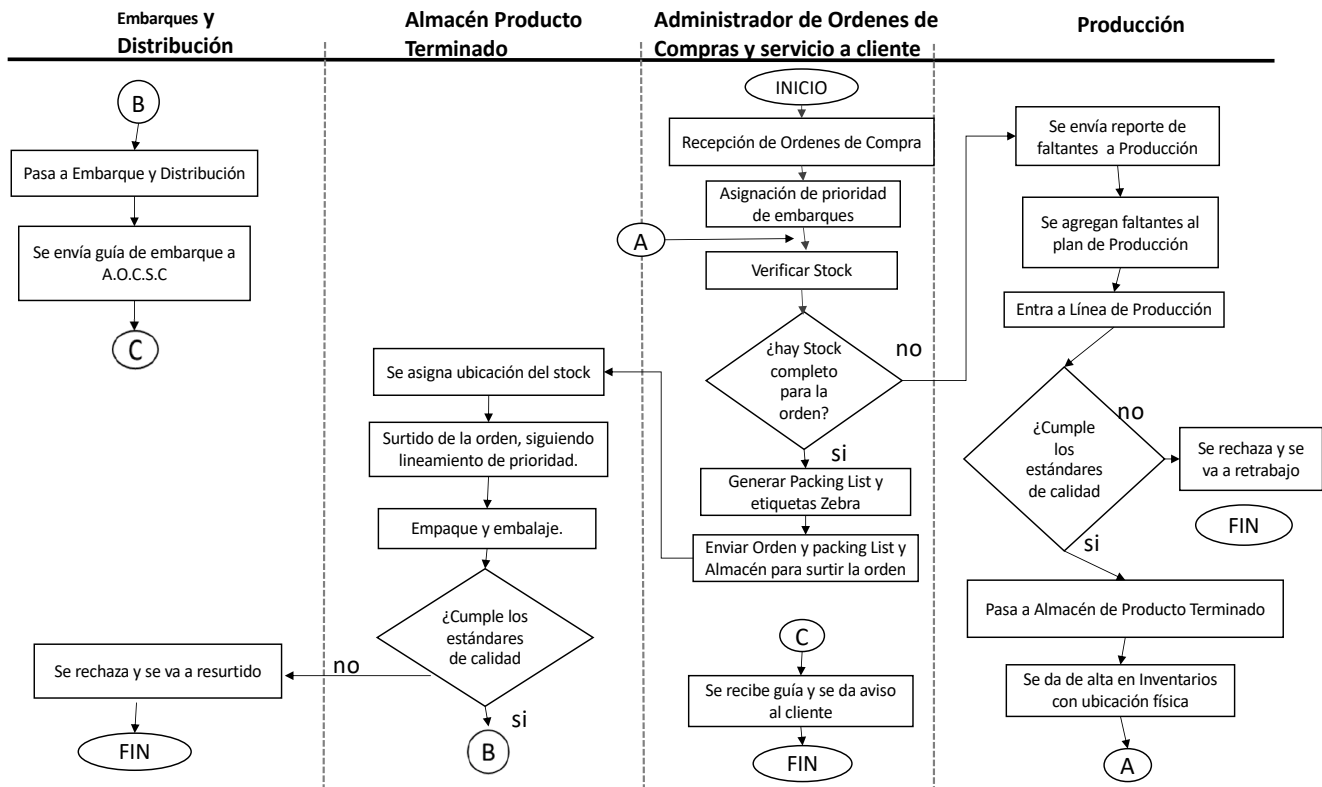 Embarques y
Distribución
Almacén Producto
Terminado
Administrador de Ordenes de
Compras y servicio a cliente
Producción
B
Pasa a Embarque y Distribución
Se envía guía de embarque a
A.O.C.S.C
C
Se rechaza y se va a resurtido
FIN
Se asigna ubicación del stock
Surtido de la orden, siguiendo
lineamiento de prioridad.
Empaque y embalaje.
¿Cumple los
estándares
de calidad
no
si
B
INICIO
Recepción de Ordenes de Compra
Asignación de prioridad
de embarques
A
Verificar Stock
¿hay Stock
completo
para la
orden?
no
si
Generar Packing List y
etiquetas Zebra
Enviar Orden y packing List y
Almacén para surtir la orden
C
Se recibe guía y se da aviso
al cliente
FIN
Se envía reporte de
faltantes a Producción
Se agregan faltantes al
plan de Producción
Entra a Línea de Producción
¿Cumple
los
estándares
de calidad
no
Se rechaza y se
va a retrabajo
FIN
si
Pasa a Almacén de Producto Terminado
Se da de alta en Inventarios
con ubicación física
A